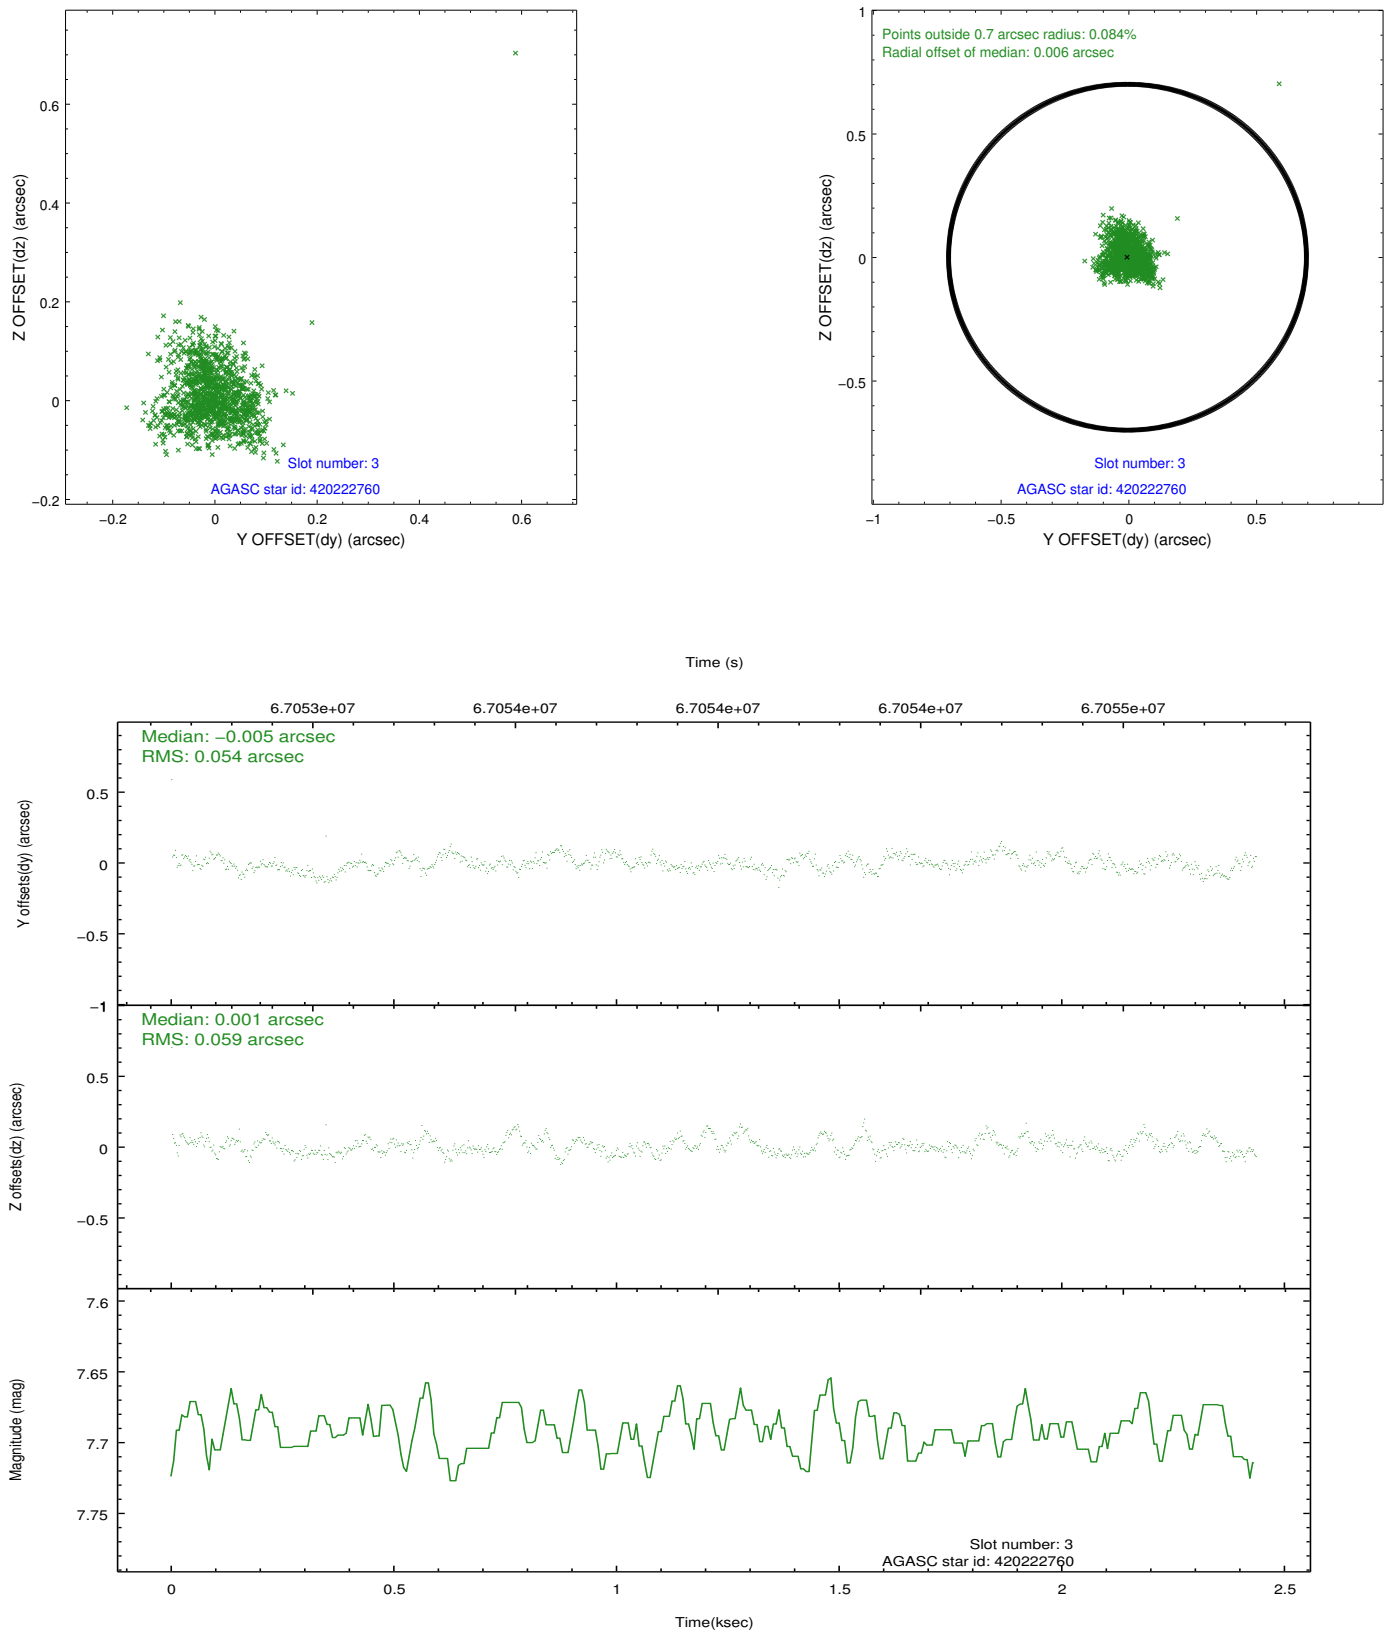 0.6
0.4
0.2
0
−0.2
−0.2
0
0.2
0.4
0.6
Z OFFSET(dz) (arcsec)
Y OFFSET(dy) (arcsec)
Slot number: 3
AGASC star id: 420222760
Points outside 0.7 arcsec radius: 0.084%
Radial offset of median: 0.006 arcsec
1
0.5
0
−0.5
−1
−0.5
0
0.5
Z OFFSET(dz) (arcsec)
Y OFFSET(dy) (arcsec)
Slot number: 3
AGASC star id: 420222760
Time (s)
6.7053e+07
6.7054e+07
6.7054e+07
6.7054e+07
6.7055e+07
Median: −0.005 arcsec
RMS: 0.054 arcsec
0.5
0
−0.5
−1
Y offsets(dy) (arcsec)
Median: 0.001 arcsec
RMS: 0.059 arcsec
0.5
0
−0.5
Z offsets(dz) (arcsec)
7.6
7.65
7.7
7.75
Magnitude (mag)
Slot number: 3
AGASC star id: 420222760
0
0.5
1
1.5
2
2.5
Time(ksec)